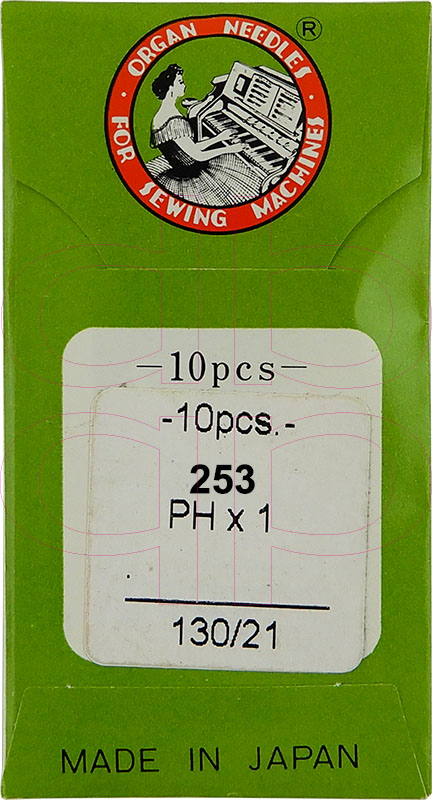 ORGAN NEEDLES ®
FOR SEWING MACHINES
-10pcs-
-10pcs.-
253
PH x 1
130/21
MADE IN JAPAN